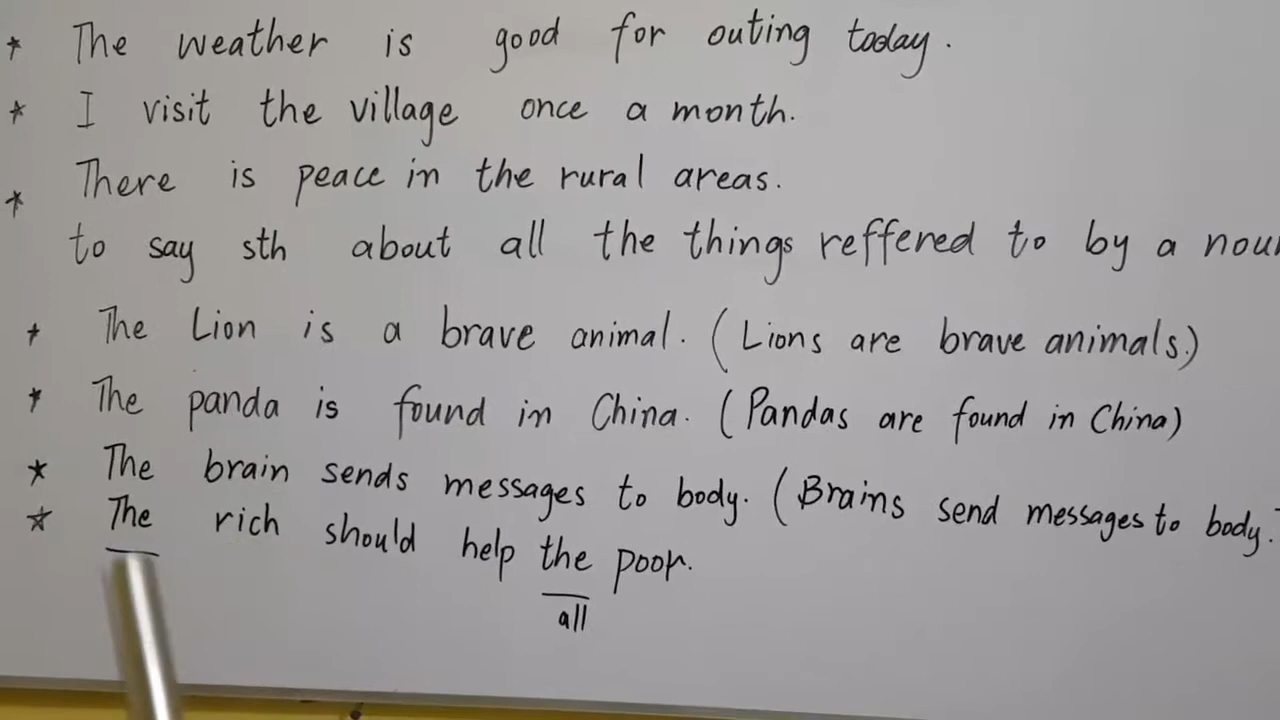 * The weather is good for outing today.
* I visit the village once a month.
* There is peace in the rural areas.
to say sth about all the things reffered to by a noun
* The Lion is a brave animal. (Lions are brave animals.)
* The panda is found in China. (Pandas are found in China)
* The brain sends messages to body. (Brains send messages to body.
* The rich should help the poor.
all